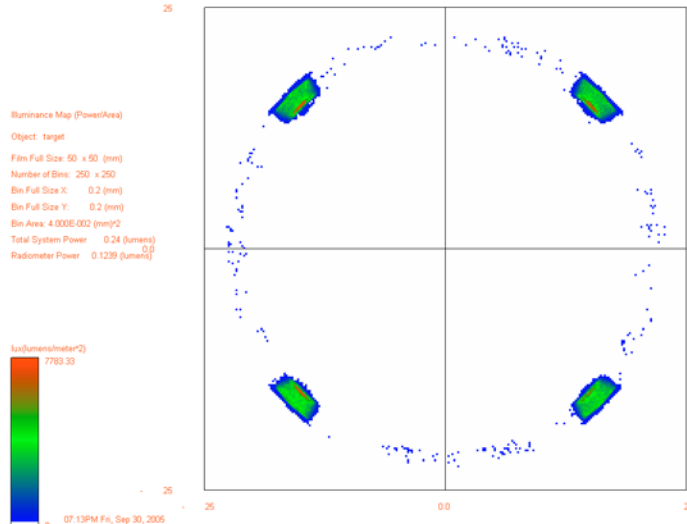 25
Illuminance Map (Power/Area)
Object: target
Film Full Size: 50 x 50 (mm)
Number of Bins: 250 x 250
Bin Full Size X: 0.2 (mm)
Bin Full Size Y: 0.2 (mm)
Bin Area: 4.000E-002 (mm)^2
Total System Power 0.24 (lumens)
0.0
Radiometer Power 0.1239 (lumens)
lux(lumens/meter^2)
7783.33
25
25
0.0
2
07:13PM Fri, Sep 30, 2005